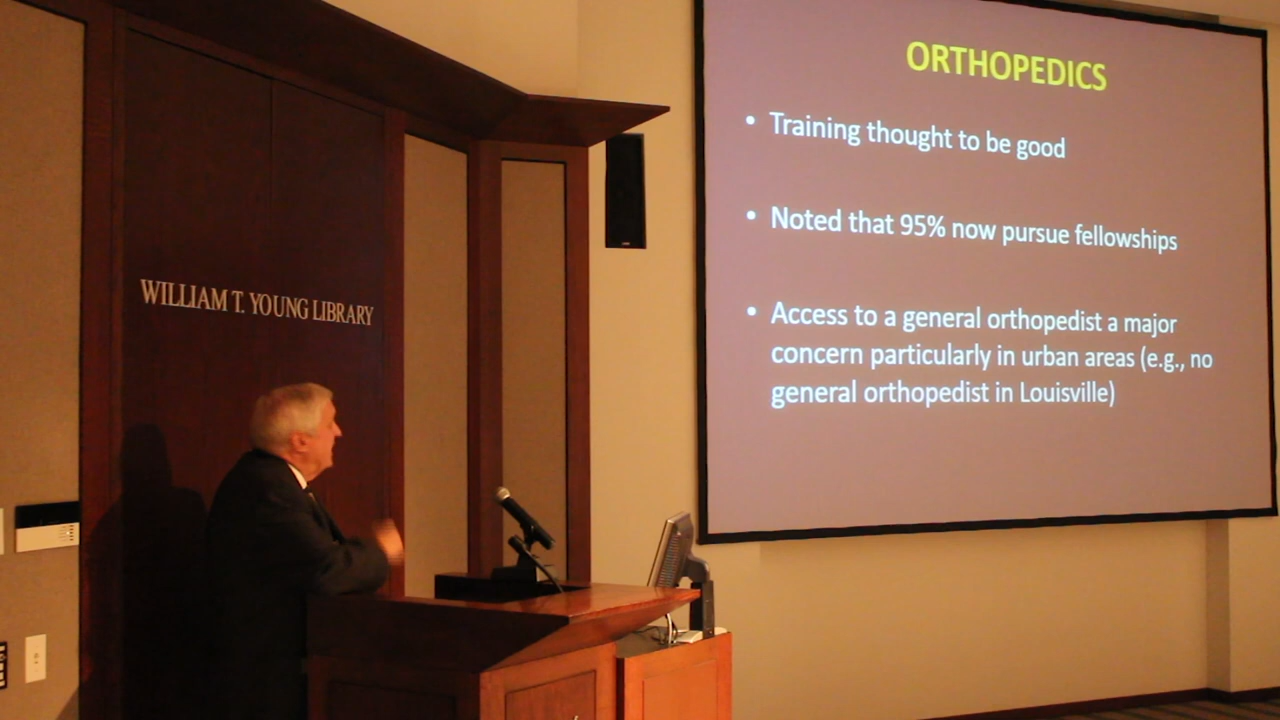 WILLIAM T. YOUNG LIBRARY
ORTHOPEDICS
• Training thought to be good
• Noted that 95% now pursue fellowships
• Access to a general orthopedist a major
concern particularly in urban areas (e.g., no
general orthopedist in Louisville)